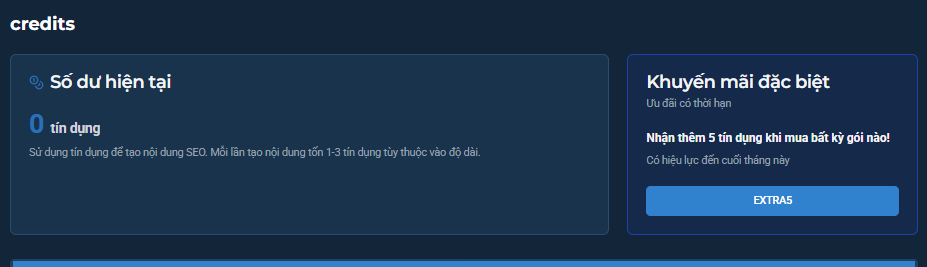 credits
Số dư hiện tại
0 tín dụng
Sử dụng tín dụng để tạo nội dung SEO. Mỗi lần tạo nội dung tốn 1-3 tín dụng tùy thuộc vào độ dài.
Khuyến mãi đặc biệt
Ưu đãi có thời hạn
Nhận thêm 5 tín dụng khi mua bất kỳ gói nào!
Có hiệu lực đến cuối tháng này
EXTRA5